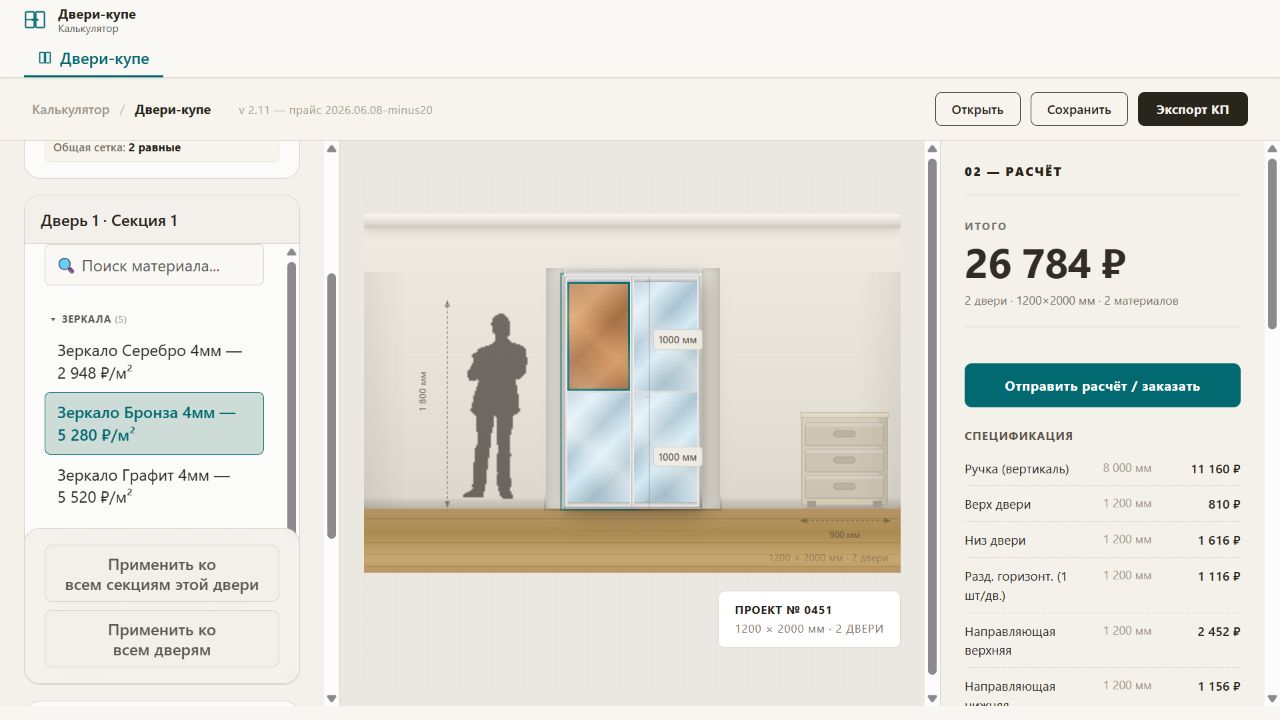 Двери-купе
Калькулятор
Двери-купе
Калькулятор / Двери-купе
v 2.11 — прайс 2026.06.08-minus20
Открыть
Сохранить
Экспорт КП
Общая сетка: 2 равные
Дверь 1 · Секция 1
Поиск материала...
ЗЕРКАЛА (5)
Зеркало Серебро 4мм —
2 948 ₽/м²
Зеркало Бронза 4мм —
5 280 ₽/м²
Зеркало Графит 4мм —
5 520 ₽/м²
Применить ко
всем секциям этой двери
Применить ко
всем дверям
1 800 мм
1000 мм
1000 мм
900 мм
1200 × 2000 мм · 2 двери
ПРОЕКТ № 0451
1200 × 2000 мм · 2 ДВЕРИ
02 — РАСЧЁТ
ИТОГО
26 784 ₽
2 двери · 1200×2000 мм · 2 материалов
Отправить расчёт / заказать
СПЕЦИФИКАЦИЯ
Ручка (вертикаль) 8 000 мм 11 160 ₽
Верх двери 1 200 мм 810 ₽
Низ двери 1 200 мм 1 616 ₽
Разд. горизонт. (1 1 200 мм 1 116 ₽
шт/дв.)
Направляющая 1 200 мм 2 452 ₽
верхняя
Направляющая 1 200 мм 1 156 ₽
нижняя